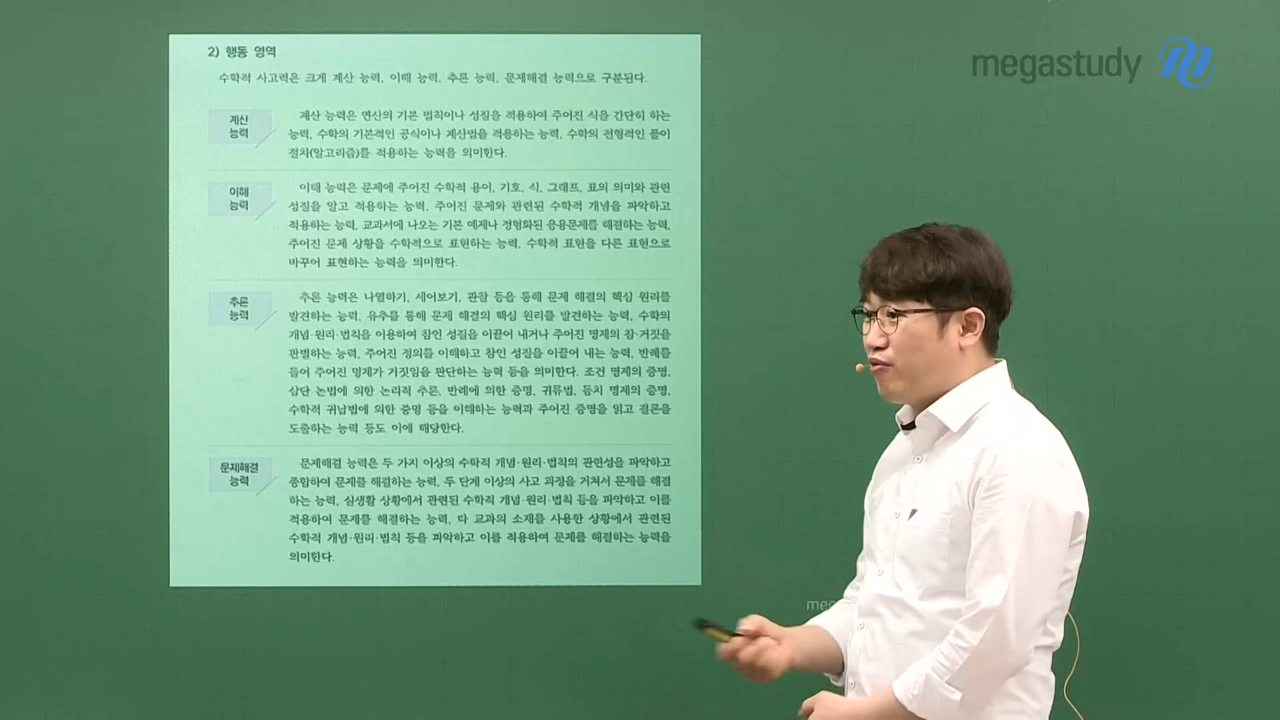 2) 행동 영역
megastudy
수학적 사고력은 크게 계산 능력, 이해 능력, 추론 능력, 문제해결 능력으로 구분된다.
계산
능력
계산 능력은 연산의 기본 법칙이나 성질을 적용하여 주어진 식을 간단히 하는
능력, 수학의 기본적인 공식이나 계산법을 적용하는 능력, 수학의 전형적인 풀이
절차(알고리즘)를 적용하는 능력을 의미한다.
이해
능력
이해 능력은 문제에 주어진 수학적 용어, 기호, 식, 그래프, 표의 의미와 관련
성질을 알고 적용하는 능력, 주어진 문제와 관련된 수학적 개념을 파악하고
적용하는 능력, 교과서에 나오는 기본 예제나 정형화된 응용문제를 해결하는 능력,
주어진 문제 상황을 수학적으로 표현하는 능력, 수학적 표현을 다른 표현으로
바꾸어 표현하는 능력을 의미한다.
추론
능력
추론 능력은 나열하기, 세어보기, 관찰 등을 통해 문제 해결의 핵심 원리를
발견하는 능력, 유추를 통해 문제 해결의 핵심 원리를 발견하는 능력, 수학의
개념·원리·법칙을 이용하여 참인 성질을 이끌어 내거나 주어진 명제의 참·거짓을
판별하는 능력, 주어진 정의를 이해하고 참인 성질을 이끌어 내는 능력, 반례를
들어 주어진 명제가 거짓임을 판단하는 능력 등을 의미한다. 조건 명제의 증명,
삼단 논법에 의한 논리적 추론, 반례에 의한 증명, 귀류법, 동치 명제의 증명,
수학적 귀납법에 의한 증명 등을 이해하는 능력과 주어진 증명을 읽고 결론을
도출하는 능력 등도 이에 해당한다.
문제해결
능력
문제해결 능력은 두 가지 이상의 수학적 개념·원리·법칙의 관련성을 파악하고
종합하여 문제를 해결하는 능력, 두 단계 이상의 사고 과정을 거쳐서 문제를 해결
하는 능력, 실생활 상황에서 관련된 수학적 개념·원리·법칙 등을 파악하고 이를
적용하여 문제를 해결하는 능력, 타 교과의 소재를 사용한 상황에서 관련된
수학적 개념·원리·법칙 등을 파악하고 이를 적용하여 문제를 해결하는 능력을
의미한다.